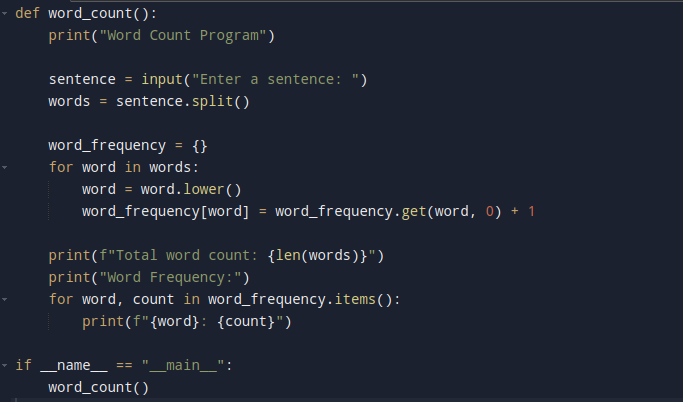 def word_count():
    print("Word Count Program")
    sentence = input("Enter a sentence: ")
    words = sentence.split()
    word_frequency = {}
    for word in words:
        word = word.lower()
        word_frequency[word] = word_frequency.get(word, 0) + 1
    print(f"Total word count: {len(words)}")
    print("Word Frequency:")
    for word, count in word_frequency.items():
        print(f"{word}: {count}")
if __name__ == "__main__":
    word_count()